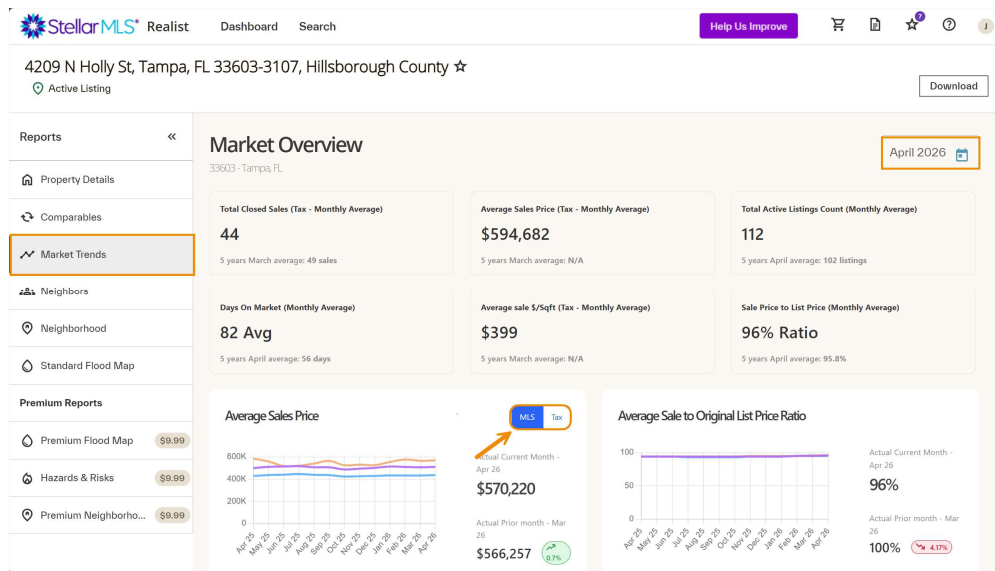 StellarMLS® Realist
Dashboard
Search
Help Us Improve
7
J
4209 N Holly St, Tampa, FL 33603-3107, Hillsborough County
Active Listing
Download
Reports
Property Details
Comparables
Market Trends
Neighbors
Neighborhood
Standard Flood Map
Premium Reports
Premium Flood Map $9.99
Hazards & Risks $9.99
Premium Neighborho... $9.99
Market Overview
33603 - Tampa, FL
April 2026
Total Closed Sales (Tax - Monthly Average)
44
5 years March average: 49 sales
Average Sales Price (Tax - Monthly Average)
$594,682
5 years March average: N/A
Total Active Listings Count (Monthly Average)
112
5 years April average: 102 listings
Days On Market (Monthly Average)
82 Avg
5 years April average: 56 days
Average sale $/Sqft (Tax - Monthly Average)
$399
5 years March average: N/A
Sale Price to List Price (Monthly Average)
96% Ratio
5 years April average: 95.8%
Average Sales Price
MLS Tax
600K
400K
200K
0
Apr 25 May 25 Jun 25 Jul 25 Aug 25 Sep 25 Oct 25 Nov 25 Dec 25 Jan 26 Feb 26 Mar 26 Apr 26
Actual Current Month -
Apr 26
$570,220
Actual Prior month - Mar
26
$566,257 0.7%
Average Sale to Original List Price Ratio
100
50
0
Apr 25 May 25 Jun 25 Jul 25 Aug 25 Sep 25 Oct 25 Nov 25 Dec 25 Jan 26 Feb 26 Mar 26 Apr 26
Actual Current Month -
Apr 26
96%
Actual Prior month - Mar
26
100% 4.17%